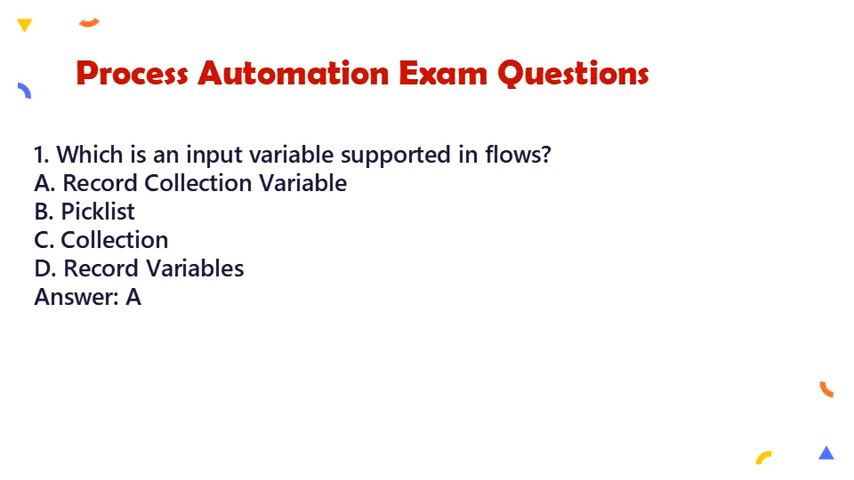 Process Automation Exam Questions
1. Which is an input variable supported in flows?
A. Record Collection Variable
B. Picklist
C. Collection
D. Record Variables
Answer: A